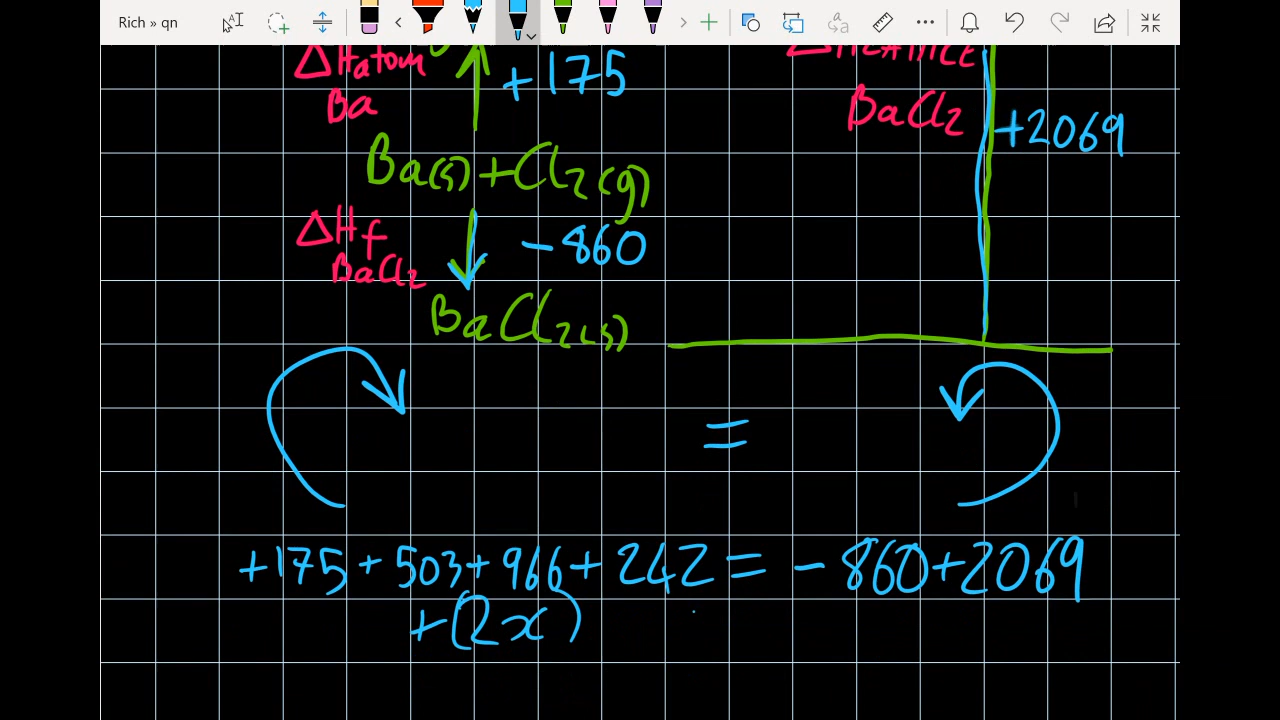 Rich » qn
ΔHatom
Ba
+175
Ba(s)+Cl2(g)
ΔHf
BaCl2
-860
BaCl2(s)
BaCl2
+2069
=
+175+503+966+242=-860+2069
+(2x)